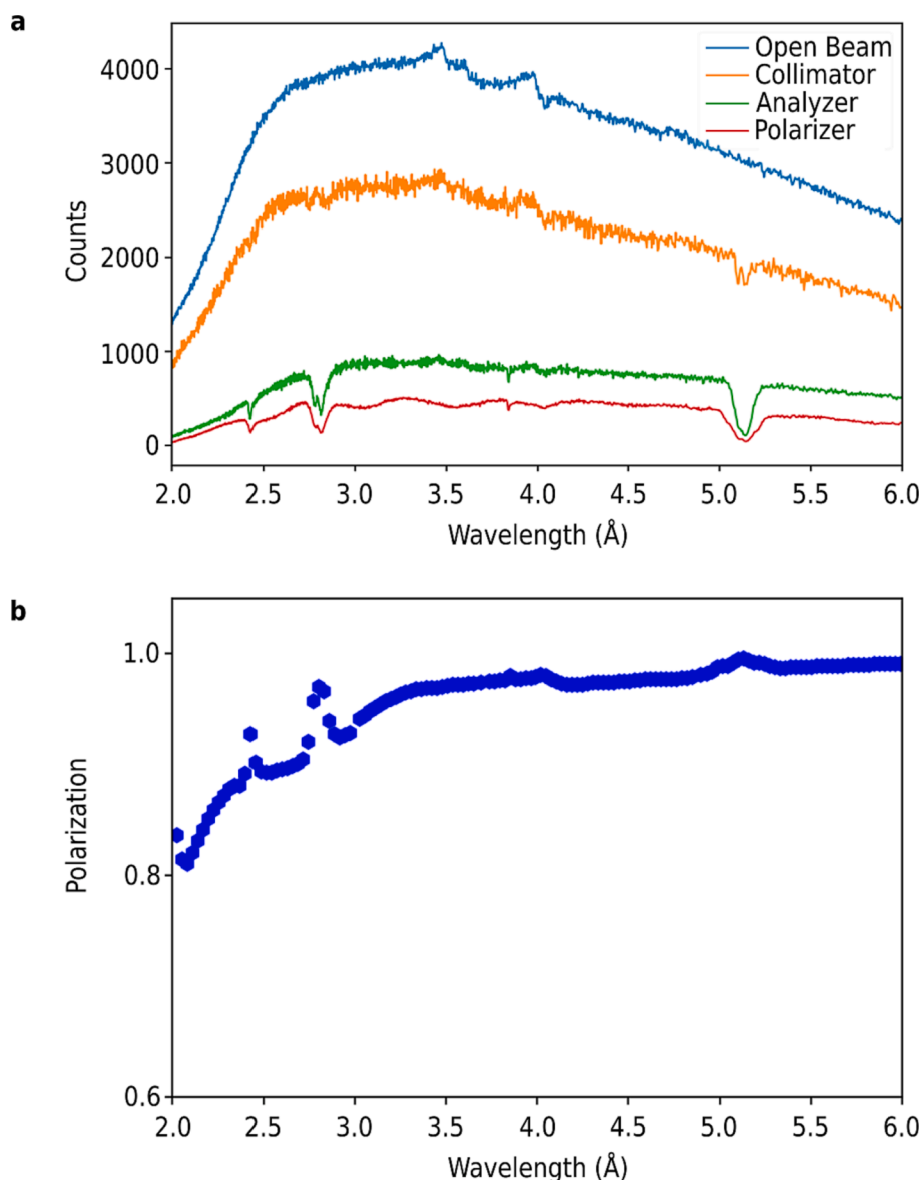 a
4000
3000
2000
1000
0
Counts
Open Beam
Collimator
Analyzer
Polarizer
2.0 2.5 3.0 3.5 4.0 4.5 5.0 5.5 6.0
Wavelength (Å)
b
1.0
0.8
0.6
Polarization
2.0 2.5 3.0 3.5 4.0 4.5 5.0 5.5 6.0
Wavelength (Å)